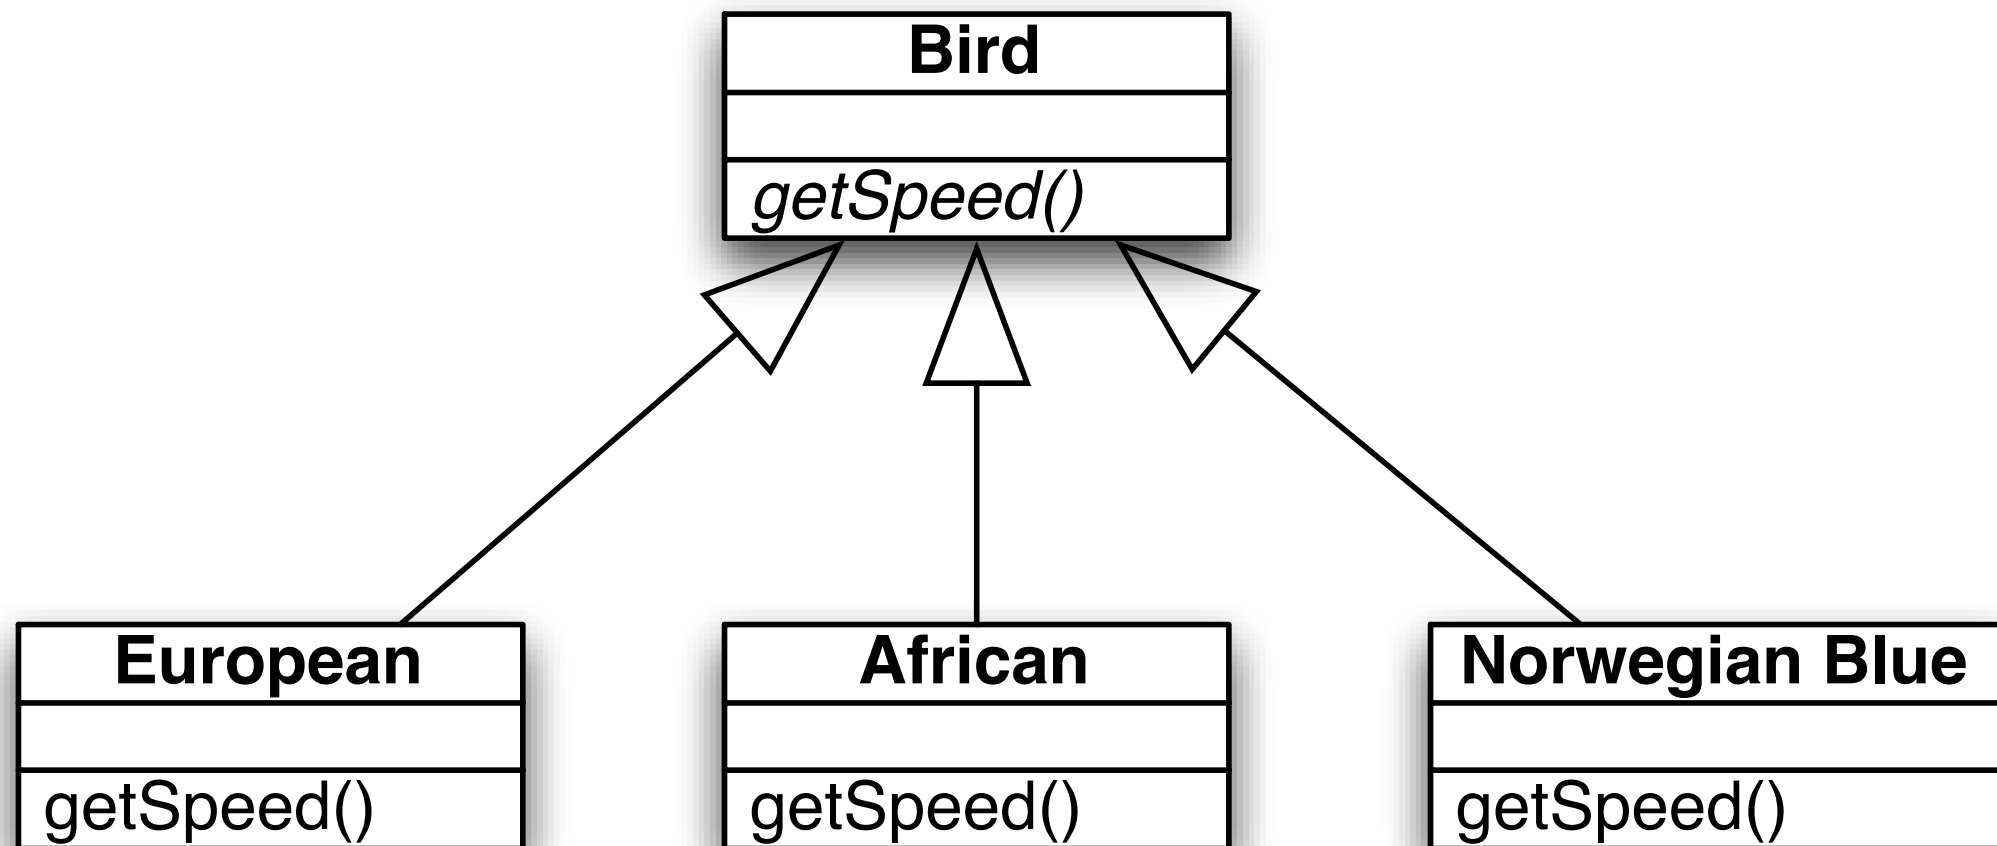 Bird
getSpeed()
European
African
Norwegian Blue
getSpeed()
getSpeed()
getSpeed()